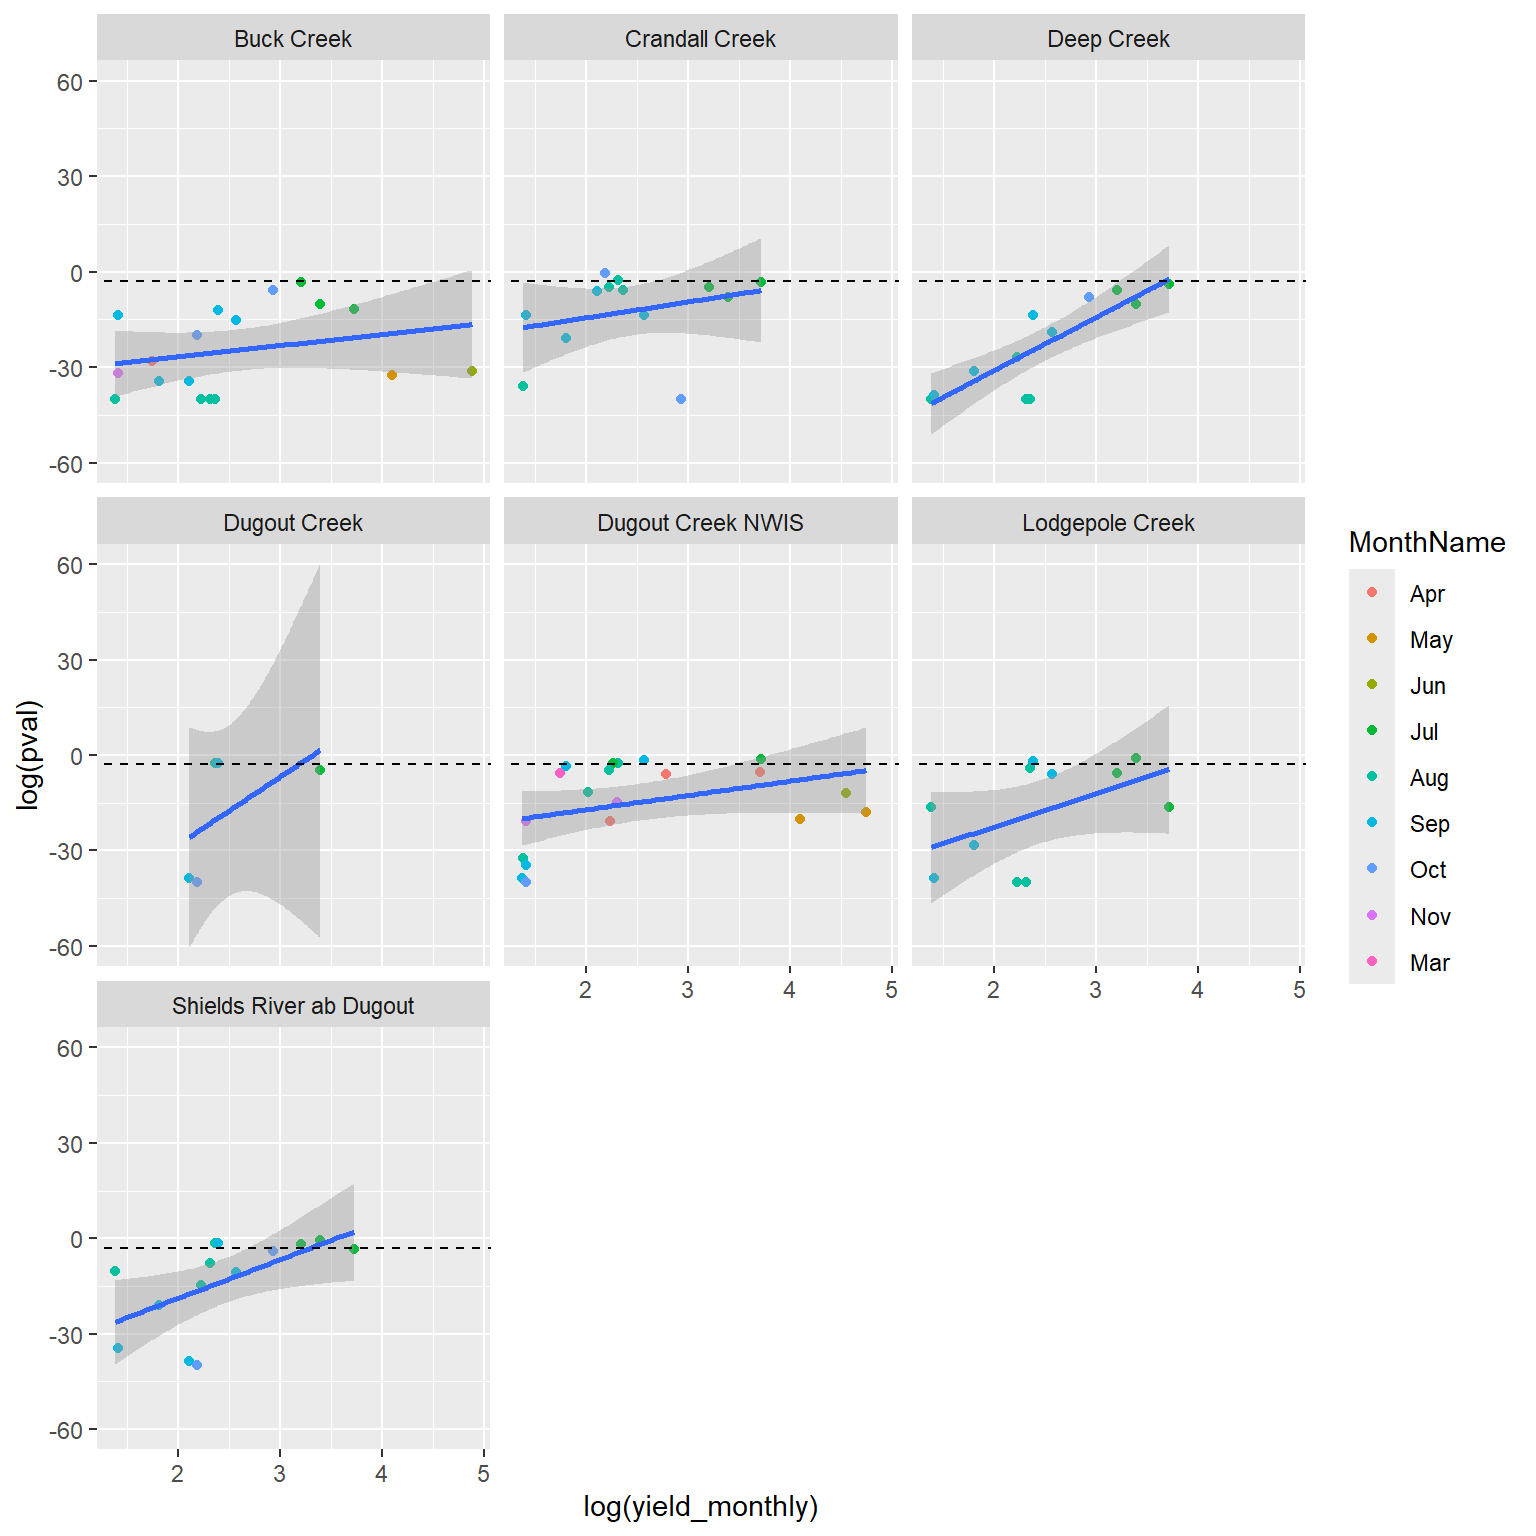 Buck Creek
Crandall Creek
Deep Creek
60
30
0
-30
-60
Dugout Creek
Dugout Creek NWIS
Lodgepole Creek
60
30
0
-30
-60
2 3 4 5
2 3 4 5
Shields River ab Dugout
60
30
0
-30
-60
2 3 4 5
log(pval)
log(yield_monthly)
MonthName
Apr
May
Jun
Jul
Aug
Sep
Oct
Nov
Mar